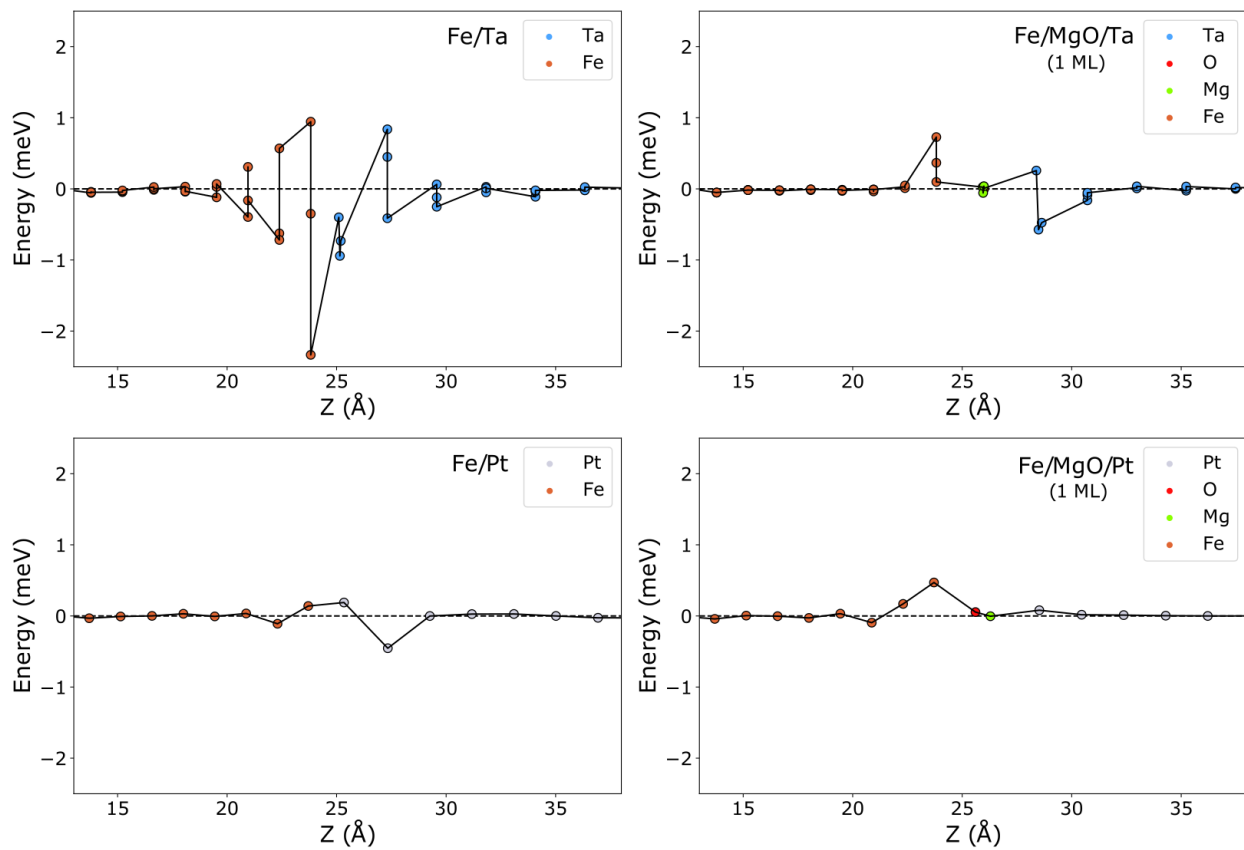 Fe/Ta
Ta
Fe
2
1
0
−1
−2
Energy (meV)
15 20 25 30 35
Z (Å)
Fe/MgO/Ta
(1 ML)
Ta
O
Mg
Fe
2
1
0
−1
−2
Energy (meV)
15 20 25 30 35
Z (Å)
Fe/Pt
Pt
Fe
2
1
0
−1
−2
Energy (meV)
15 20 25 30 35
Z (Å)
Fe/MgO/Pt
(1 ML)
Pt
O
Mg
Fe
2
1
0
−1
−2
Energy (meV)
15 20 25 30 35
Z (Å)